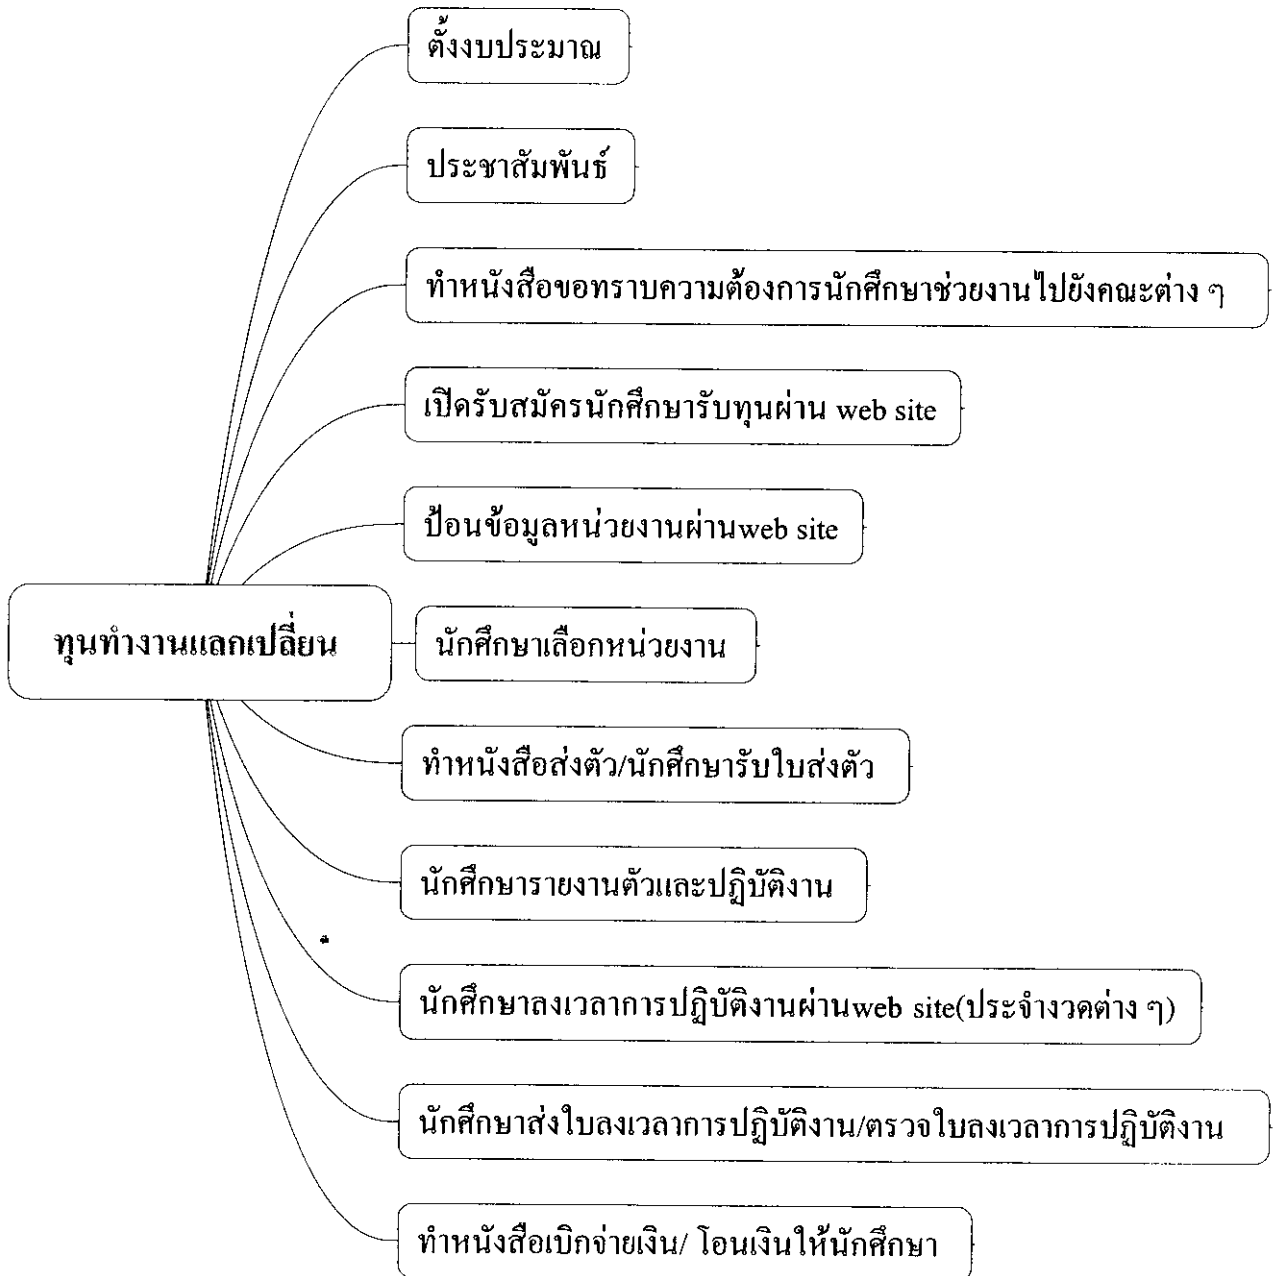 ตั้งงบประมาณ
ประชาสัมพันธ์
ทำหนังสือขอทราบความต้องการนักศึกษาช่วยงานไปยังคณะต่าง ๆ
เปิดรับสมัครนักศึกษารับทุนผ่าน web site
ป้อนข้อมูลหน่วยงานผ่านweb site
ทุนทำงานแลกเปลี่ยน
นักศึกษาเลือกหน่วยงาน
ทำหนังสือส่งตัว/นักศึกษารับใบส่งตัว
นักศึกษารายงานตัวและปฏิบัติงาน
นักศึกษาลงเวลาการปฏิบัติงานผ่านweb site(ประจำงวดต่าง ๆ)
นักศึกษาส่งใบลงเวลาการปฏิบัติงาน/ตรวจใบลงเวลาการปฏิบัติงาน
ทำหนังสือเบิกจ่ายเงิน/ โอนเงินให้นักศึกษา